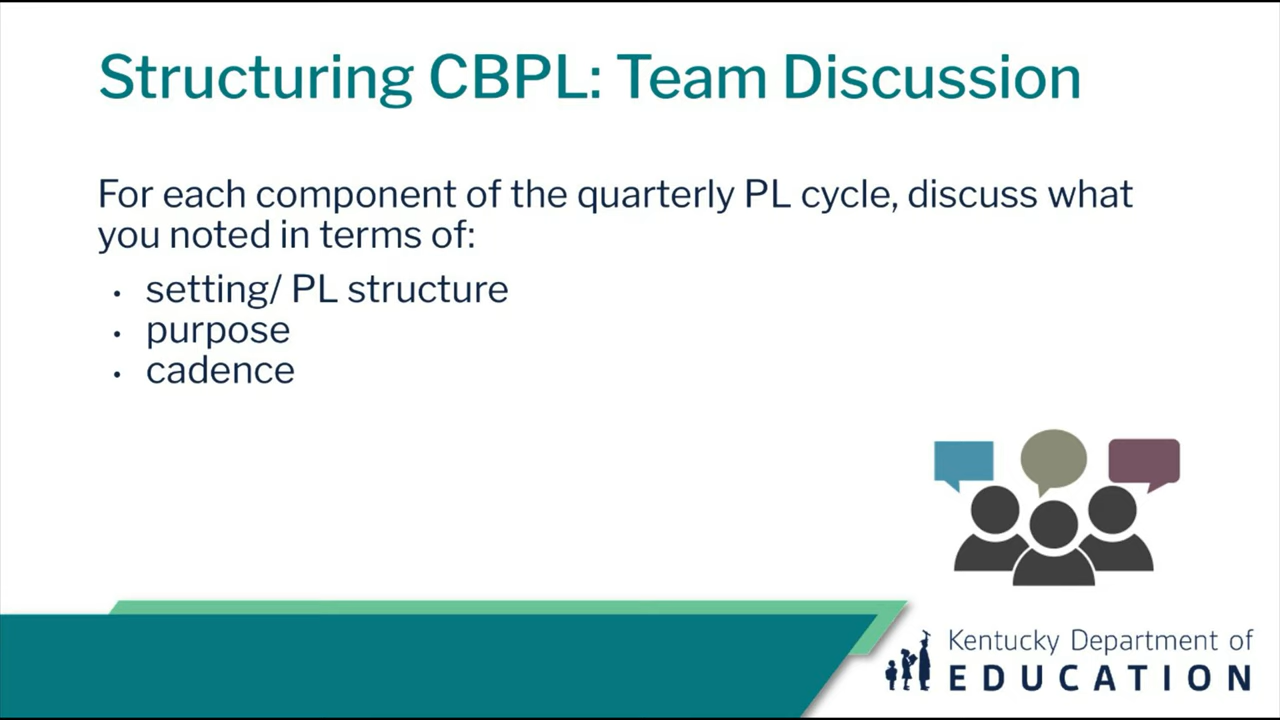 Structuring CBPL: Team Discussion
For each component of the quarterly PL cycle, discuss what
you noted in terms of:
• setting/ PL structure
• purpose
• cadence
Kentucky Department of
EDUCATION